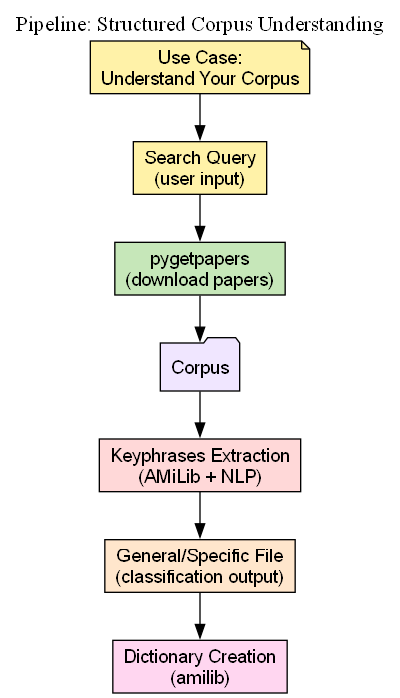 Pipeline: Structured Corpus Understanding
Use Case:
Understand Your Corpus
Search Query
(user input)
pygetpapers
(download papers)
Corpus
Keyphrases Extraction
(AMiLib + NLP)
General/Specific File
(classification output)
Dictionary Creation
(amilib)